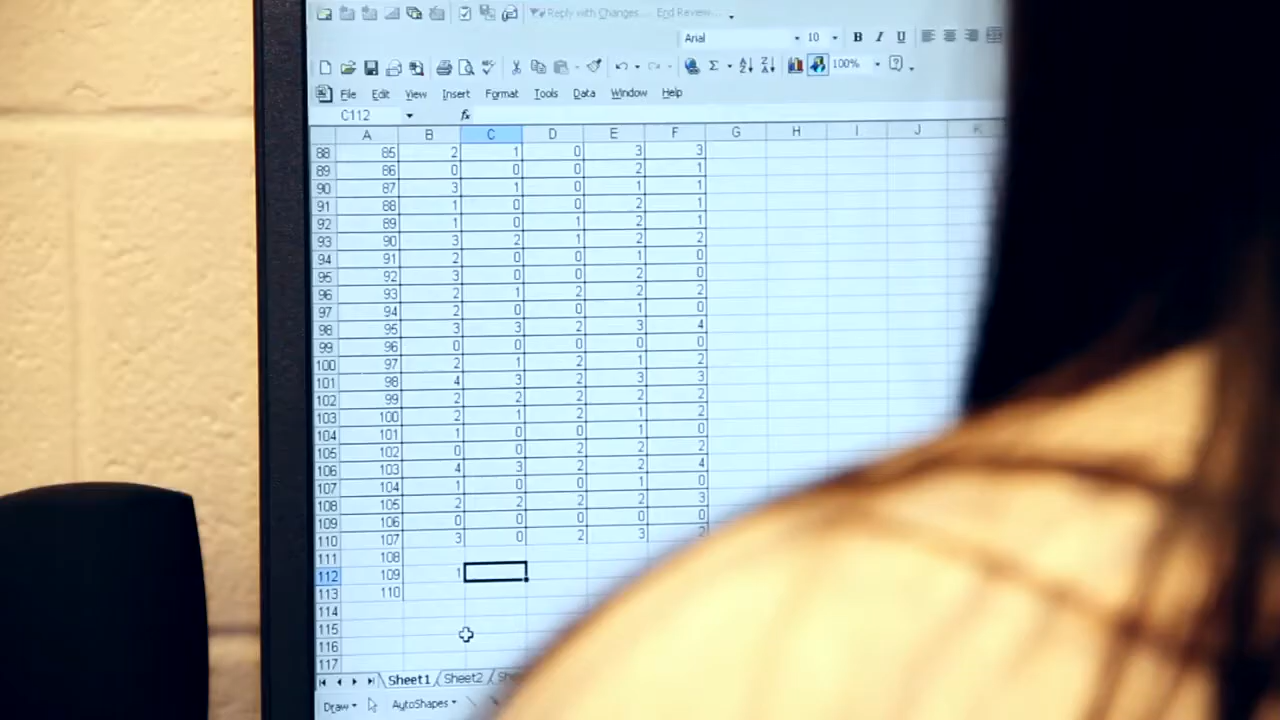 Reply with Changes... End Review...
Arial 10 B I U
Σ 100%
File Edit View Insert Format Tools Data Window Help
C112 fx
A B C D E F G H I J K
88 85 2 1 0 3 3
89 86 0 0 0 2 1
90 87 3 1 0 1 1
91 88 1 0 0 2 1
92 89 1 0 1 2 1
93 90 3 2 1 2 2
94 91 2 0 0 1 0
95 92 3 0 0 2 0
96 93 2 1 2 2 2
97 94 2 0 0 1 0
98 95 3 3 2 3 4
99 96 0 0 0 0 0
100 97 2 1 2 1 2
101 98 4 3 2 3 3
102 99 2 2 2 2 2
103 100 2 1 2 1 2
104 101 1 0 0 1 0
105 102 0 0 2 2 2
106 103 4 3 2 2 4
107 104 1 0 0 1 0
108 105 2 2 2 2 3
109 106 0 0 0 0 0
110 107 3 0 2 3 2
111 108
112 109 1
113 110
114
115
116
117
Sheet1 Sheet2
Draw AutoShapes